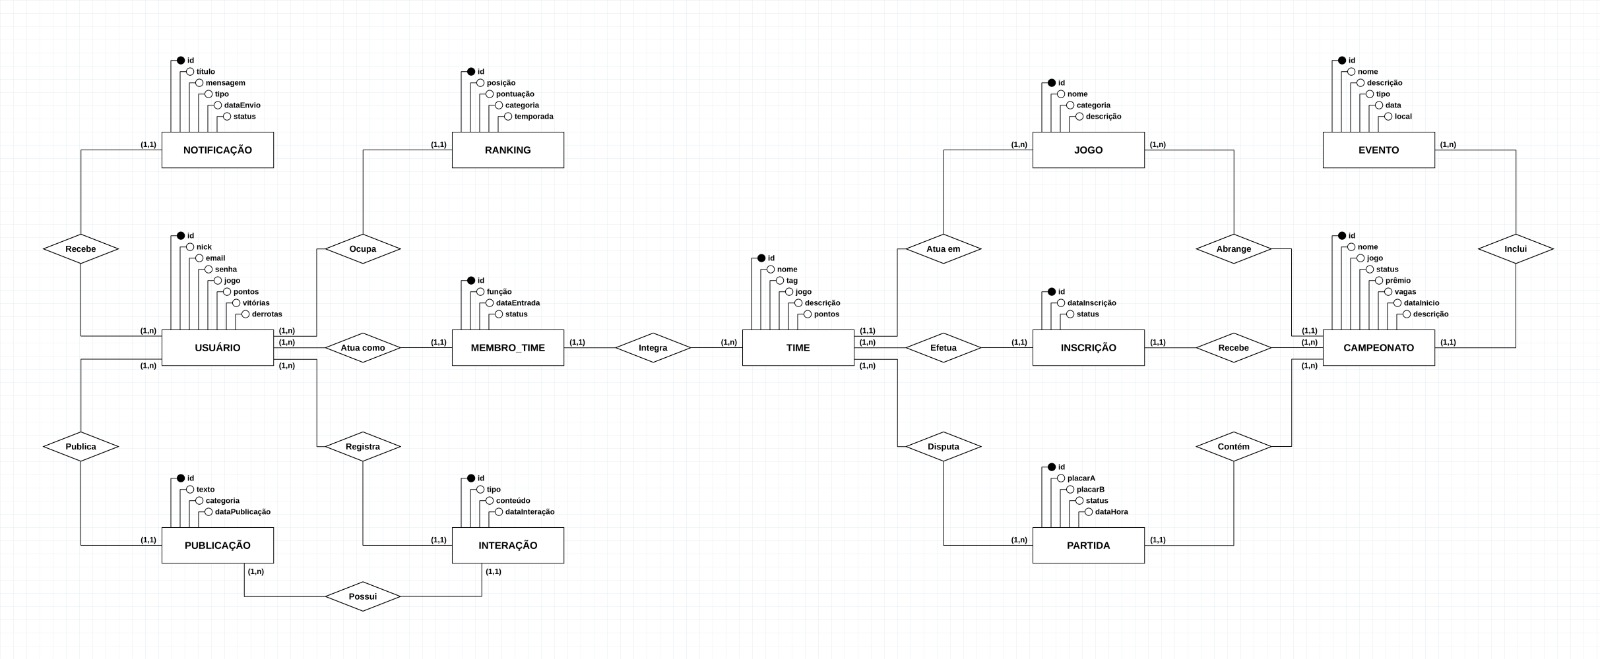 id
título
mensagem
tipo
dataEnvio
status
(1,1)
NOTIFICAÇÃO
id
posição
pontuação
categoria
temporada
(1,1)
RANKING
id
nome
categoria
descrição
(1,n)
JOGO
(1,n)
id
nome
descrição
tipo
data
local
EVENTO
(1,n)
Recebe
Ocupa
Atua em
Abrange
Inclui
id
nick
email
senha
jogo
pontos
vitórias
derrotas
(1,n)
USUÁRIO
(1,n)
(1,n)
(1,n)
(1,n)
Atua como
id
função
dataEntrada
status
(1,1)
MEMBRO_TIME
(1,1)
Integra
id
nome
tag
jogo
descrição
pontos
(1,n)
TIME
(1,1)
(1,n)
(1,n)
Efetua
id
dataInscrição
status
(1,1)
INSCRIÇÃO
(1,1)
Recebe
id
nome
jogo
status
prêmio
vagas
dataInicio
descrição
(1,1)
(1,n)
(1,n)
CAMPEONATO
(1,1)
Publica
Registra
Disputa
Contém
id
texto
categoria
dataPublicação
(1,1)
PUBLICAÇÃO
(1,n)
id
tipo
conteúdo
dataInteração
(1,1)
INTERAÇÃO
(1,1)
Possui
id
placarA
placarB
status
dataHora
(1,n)
PARTIDA
(1,1)